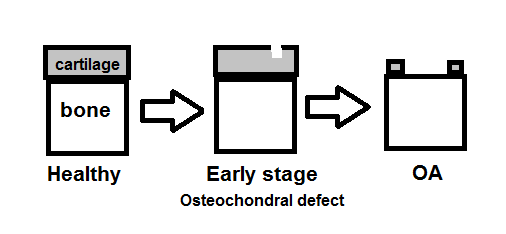 cartilage
bone
Healthy
Early stage
Osteochondral defect
OA